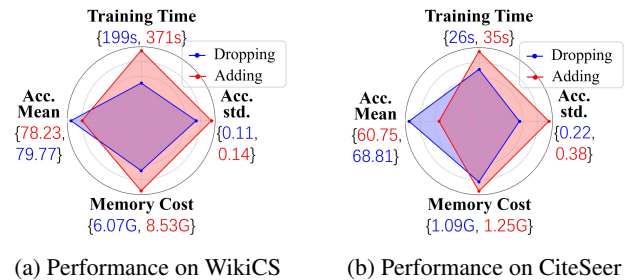 Training Time
{199s, 371s}
Dropping
Adding
Acc.
Mean
{78.23,
79.77}
Acc.
std.
{0.11,
0.14}
Memory Cost
{6.07G, 8.53G}
(a) Performance on WikiCS
Training Time
{26s, 35s}
Dropping
Adding
Acc.
Mean
{60.75,
68.81}
Acc.
std.
{0.22,
0.38}
Memory Cost
{1.09G, 1.25G}
(b) Performance on CiteSeer